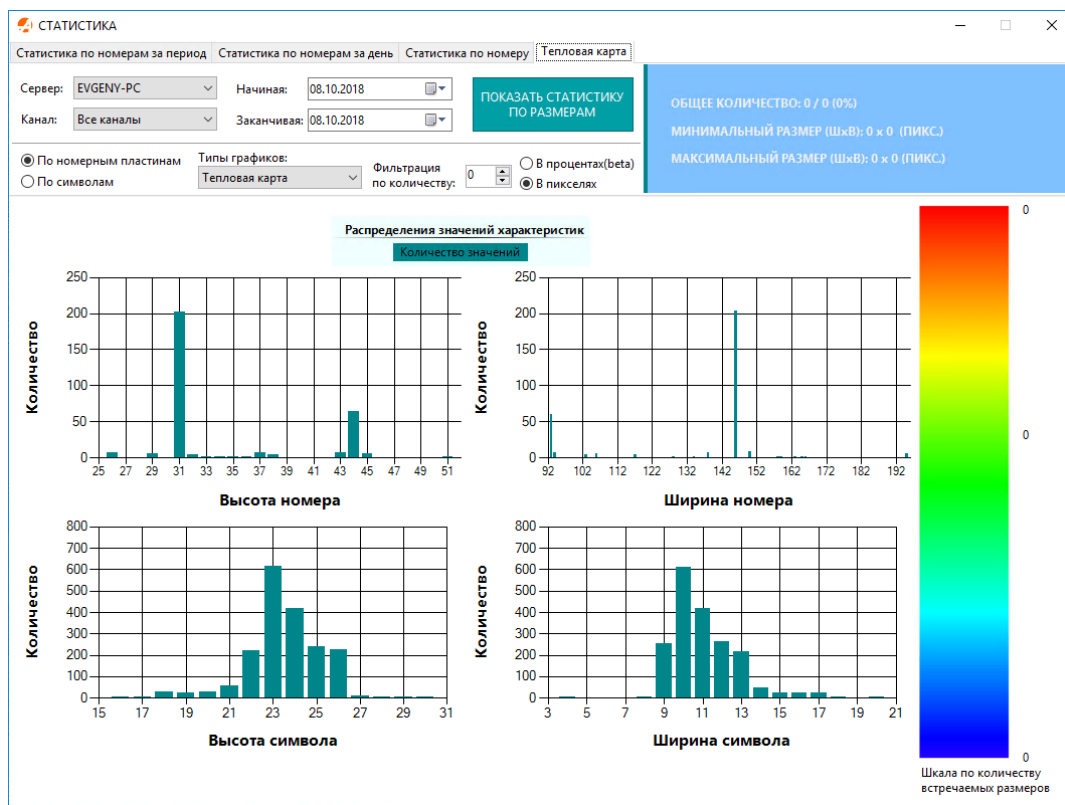 СТАТИСТИКА
Статистика по номерам за период Статистика по номерам за день Статистика по номеру Тепловая карта
Сервер: EVGENY-PC Начиная: 08.10.2018
Канал: Все каналы Заканчивая: 08.10.2018
ПОКАЗАТЬ СТАТИСТИКУ
ПО РАЗМЕРАМ
ОБЩЕЕ КОЛИЧЕСТВО: 0 / 0 (0%)
МИНИМАЛЬНЫЙ РАЗМЕР (ШхВ): 0 x 0 (ПИКС.)
МАКСИМАЛЬНЫЙ РАЗМЕР (ШхВ): 0 x 0 (ПИКС.)
По номерным пластинам
По символам
Типы графиков:
Тепловая карта
Фильтрация
по количеству: 0
В процентах(beta)
В пикселях
Распределения значений характеристик
Количество значений
Количество
250
200
150
100
50
0
25 27 29 31 33 35 37 39 41 43 45 47 49 51
Высота номера
Количество
250
200
150
100
50
0
92 102 112 122 132 142 152 162 172 182 192
Ширина номера
Количество
800
700
600
500
400
300
200
100
0
15 17 19 21 23 25 27 29 31
Высота символа
Количество
800
700
600
500
400
300
200
100
0
3 5 7 9 11 13 15 17 19 21
Ширина символа
0
0
0
Шкала по количеству
встречаемых размеров